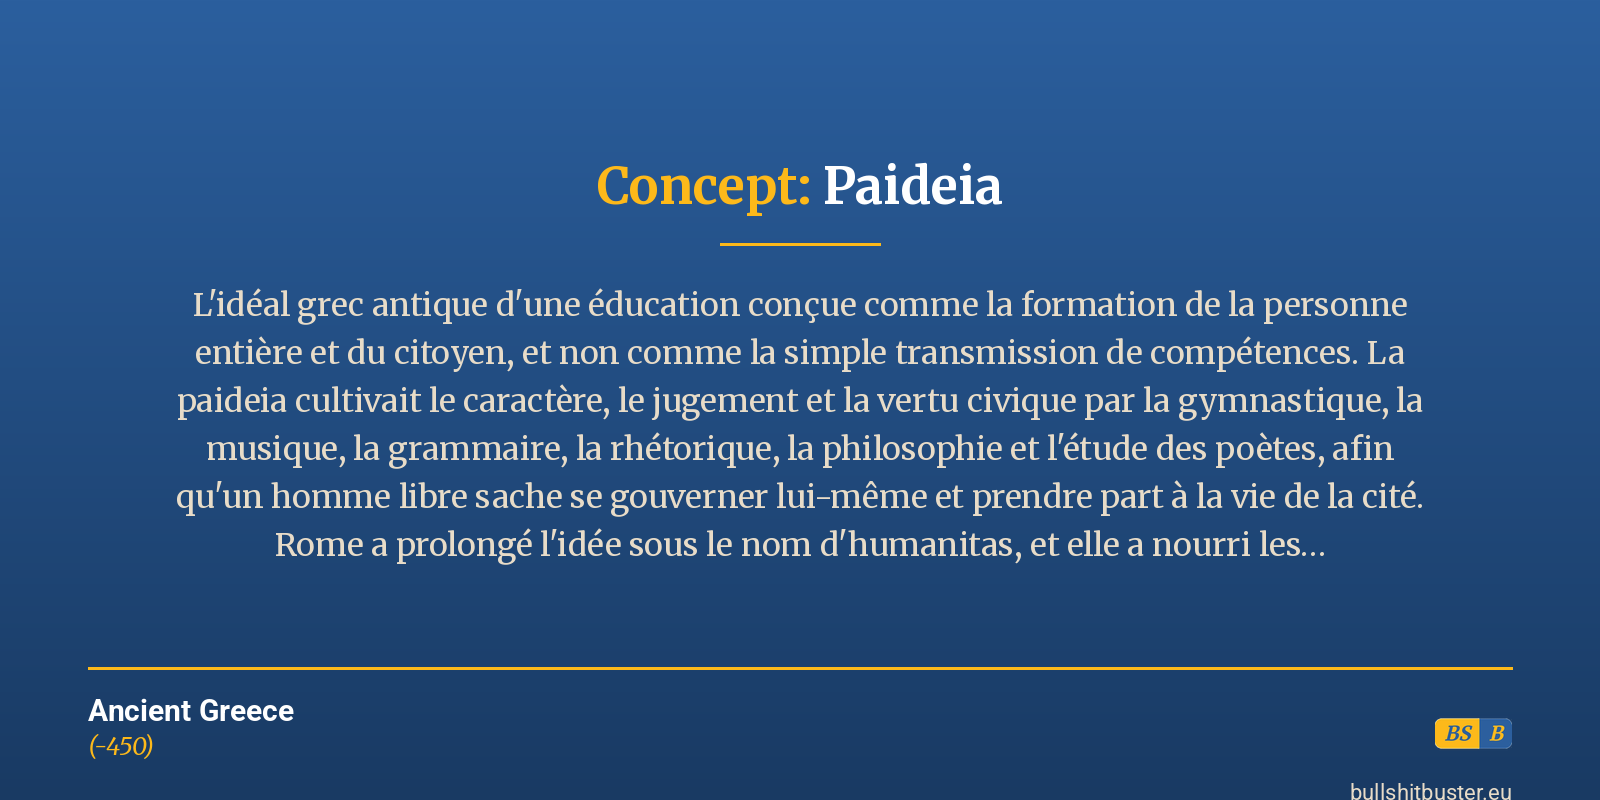 Concept: Paideia
L'idéal grec antique d'une éducation conçue comme la formation de la personne
entière et du citoyen, et non comme la simple transmission de compétences. La
paideia cultivait le caractère, le jugement et la vertu civique par la gymnastique, la
musique, la grammaire, la rhétorique, la philosophie et l'étude des poètes, afin
qu'un homme libre sache se gouverner lui-même et prendre part à la vie de la cité.
Rome a prolongé l'idée sous le nom d'humanitas, et elle a nourri les...
Ancient Greece
(-450)
BS B
bullshitbuster.eu